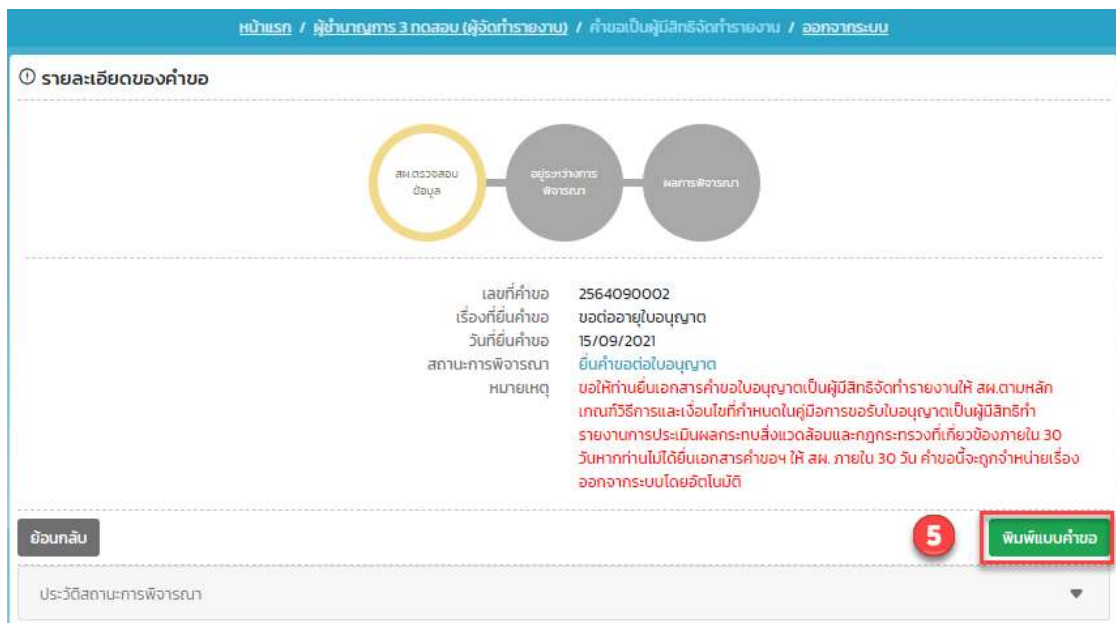 หน้าแรก / ผู้ชำนาญการ 3 ทดสอบ (ผู้จัดทำรายงาน) / คำขอเป็นผู้มีสิทธิจัดทำรายงาน / ออกจากระบบ
รายละเอียดของคำขอ
สผ.ตรวจสอบ
ข้อมูล
อยู่ระหว่างการ
พิจารณา
ผลการพิจารณา
เลขที่คำขอ 2564090002
เรื่องที่ยื่นคำขอ ขอต่ออายุใบอนุญาต
วันที่ยื่นคำขอ 15/09/2021
สถานะการพิจารณา ยื่นคำขอต่อใบอนุญาต
หมายเหตุ ขอให้ท่านยื่นเอกสารคำขอใบอนุญาตเป็นผู้มีสิทธิจัดทำรายงานให้ สผ.ตามหลัก
เกณฑ์วิธีการและเงื่อนไขที่กำหนดในคู่มือการขอรับใบอนุญาตเป็นผู้มีสิทธิทำ
รายงานการประเมินผลกระทบสิ่งแวดล้อมและกฎกระทรวงที่เกี่ยวข้องภายใน 30
วันหากท่านไม่ได้ยื่นเอกสารคำขอฯ ให้ สผ. ภายใน 30 วัน คำขอนี้จะถูกจำหน่ายเรื่อง
ออกจากระบบโดยอัตโนมัติ
ย้อนกลับ 5 พิมพ์แบบคำขอ
ประวัติสถานะการพิจารณา